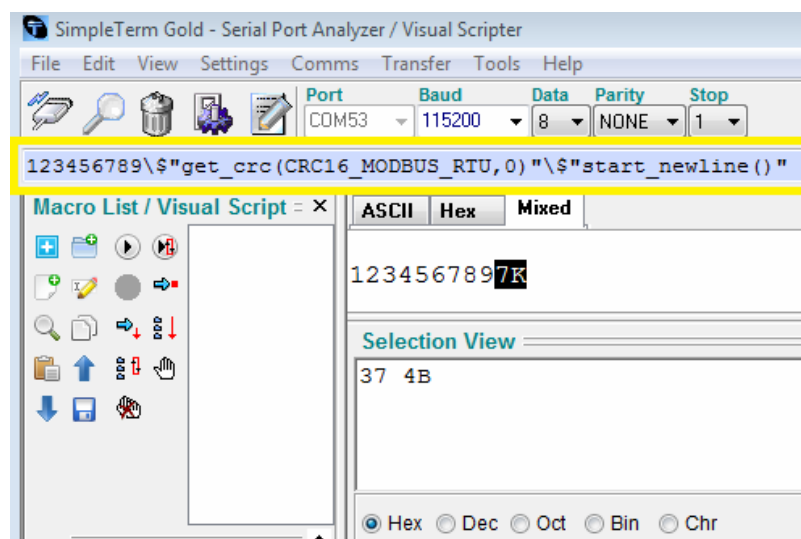 SimpleTerm Gold - Serial Port Analyzer / Visual Scripter
File Edit View Settings Comms Transfer Tools Help
Port Baud Data Parity Stop
COM53 115200 8 NONE 1
123456789\$"get_crc(CRC16_MODBUS_RTU,0)"\$"start_newline()"
Macro List / Visual Script
ASCII Hex Mixed
1234567897K
Selection View
37 4B
Hex Dec Oct Bin Chr